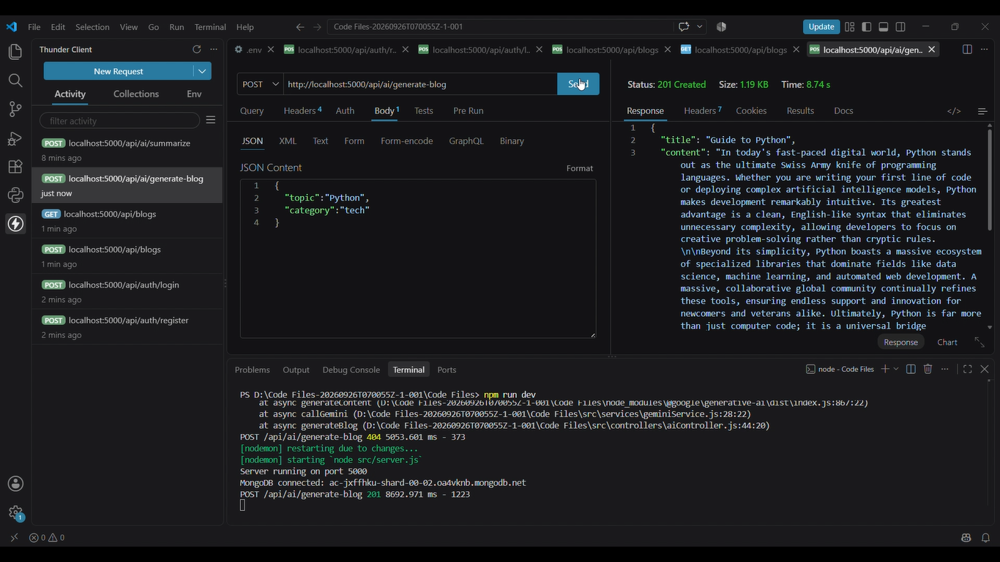 File Edit Selection View Go Run Terminal Help
Code Files-20260926T070055Z-1-001
Update
Thunder Client
New Request
Activity Collections Env
filter activity
POST localhost:5000/api/ai/summarize
8 mins ago
POST localhost:5000/api/ai/generate-blog
just now
GET localhost:5000/api/blogs
1 min ago
POST localhost:5000/api/blogs
1 min ago
POST localhost:5000/api/auth/login
2 mins ago
POST localhost:5000/api/auth/register
2 mins ago
1
.env
POS localhost:5000/api/auth/r..
POS localhost:5000/api/auth/l..
POS localhost:5000/api/blogs
GET localhost:5000/api/blogs
POS localhost:5000/api/ai/gen..
POST http://localhost:5000/api/ai/generate-blog Send
Query Headers 4 Auth Body 1 Tests Pre Run
JSON XML Text Form Form-encode GraphQL Binary
JSON Content Format
1 {
2 "topic":"Python",
3 "category":"tech"
4 }
Status: 201 Created Size: 1.19 KB Time: 8.74 s
Response Headers 7 Cookies Results Docs </>
1 {
2 "title": "Guide to Python",
3 "content": "In today's fast-paced digital world, Python stands
out as the ultimate Swiss Army knife of programming
languages. Whether you are writing your first line of code
or deploying complex artificial intelligence models, Python
makes development remarkably intuitive. Its greatest
advantage is a clean, English-like syntax that eliminates
unnecessary complexity, allowing developers to focus on
creative problem-solving rather than cryptic rules.
\n\nBeyond its simplicity, Python boasts a massive ecosystem
of specialized libraries that dominate fields like data
science, machine learning, and automated web development. A
massive, collaborative global community continually refines
these tools, ensuring endless support and innovation for
newcomers and veterans alike. Ultimately, Python is far more
than just computer code; it is a universal bridge
Response Chart
Problems Output Debug Console Terminal Ports
node - Code Files
PS D:\Code Files-20260926T070055Z-1-001\Code Files> npm run dev
at async generateContent (D:\Code Files-20260926T070055Z-1-001\Code Files\node_modules\@google\generative-ai\dist\index.js:867:22)
at async callGemini (D:\Code Files-20260926T070055Z-1-001\Code Files\src\services\geminiService.js:28:22)
at async generateBlog (D:\Code Files-20260926T070055Z-1-001\Code Files\src\controllers\aiController.js:44:20)
POST /api/ai/generate-blog 404 5053.601 ms - 373
[nodemon] restarting due to changes...
[nodemon] starting `node src/server.js`
Server running on port 5000
MongoDB connected: ac-jxffhku-shard-00-02.oa4vknb.mongodb.net
POST /api/ai/generate-blog 201 8692.971 ms - 1223
0 0